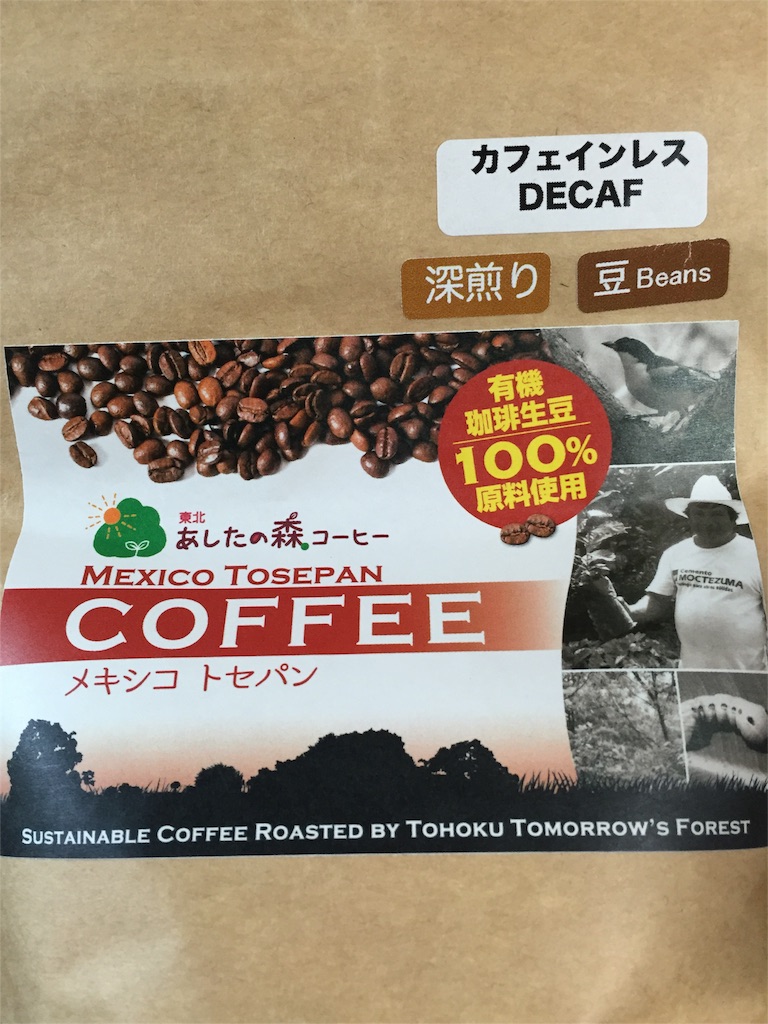 カフェインレス
DECAF
深煎り
豆 Beans
有機
珈琲生豆
100%
原料使用
東北
あしたの森コーヒー
MEXICO TOSEPAN
COFFEE
メキシコ トセパン
Cemento
MOCTEZUMA
SUSTAINABLE COFFEE ROASTED BY TOHOKU TOMORROW'S FOREST